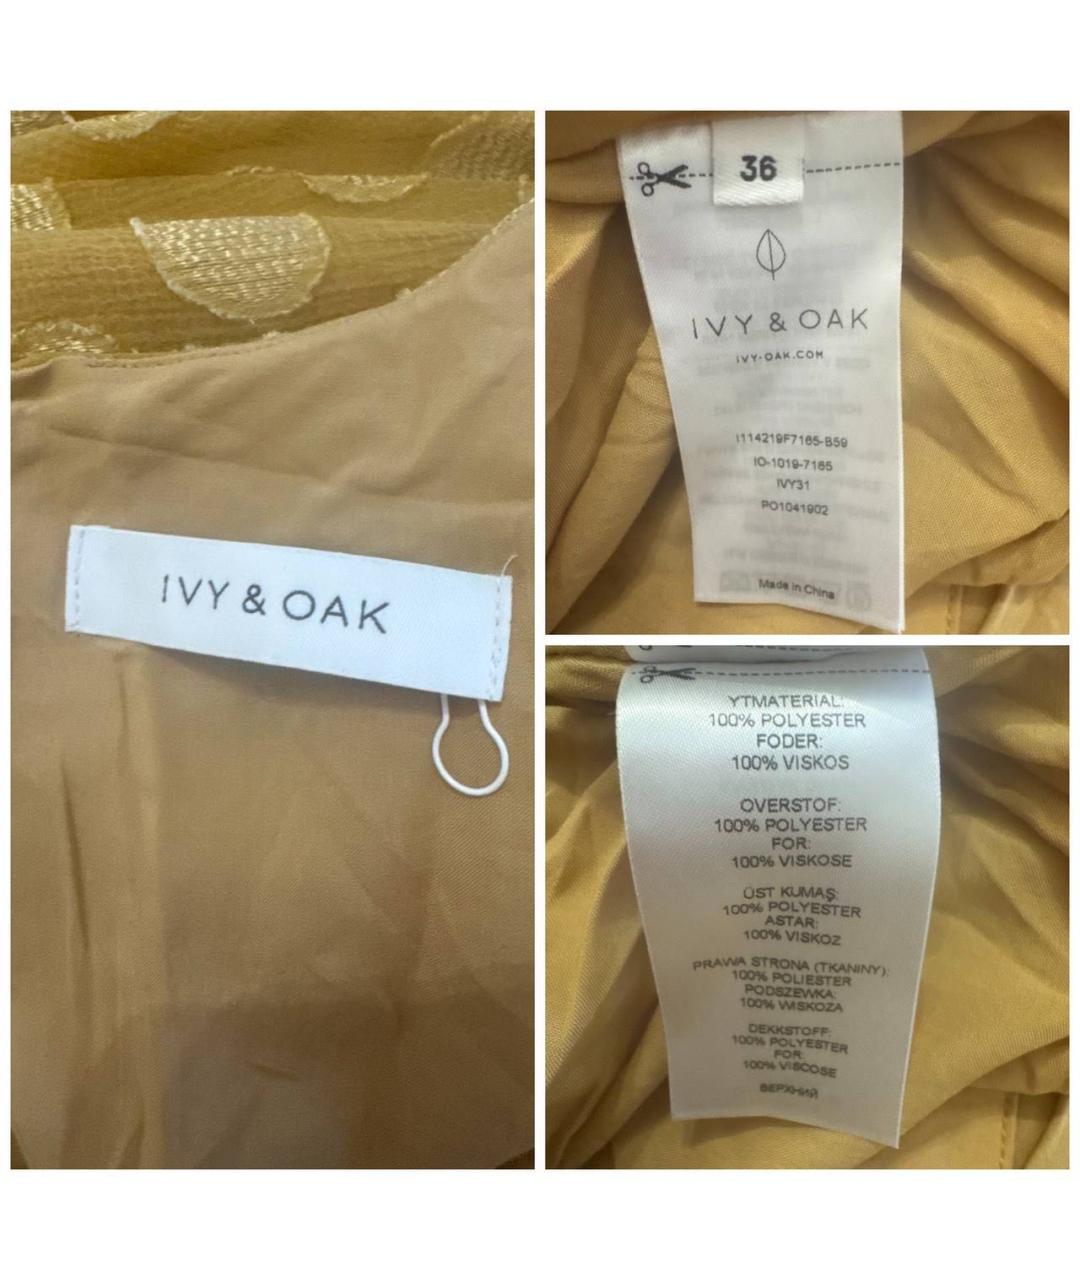 IVY & OAK
36
IVY & OAK
IVY-OAK.COM
I114219F7165-B59
IO-1019-7165
IVY31
PO1041902
Made in China
YTMATERIAL:
100% POLYESTER
FODER:
100% VISKOS
OVERSTOF:
100% POLYESTER
FOR:
100% VISKOSE
ÜST KUMAŞ:
100% POLYESTER
ASTAR:
100% VISKOZ
PRAWA STRONA (TKANINY):
100% POLIESTER
PODSZEWKA:
100% WISKOZA
DEKKSTOFF:
100% POLYESTER
FOR:
100% VISCOSE
ВЕРХНИЙ